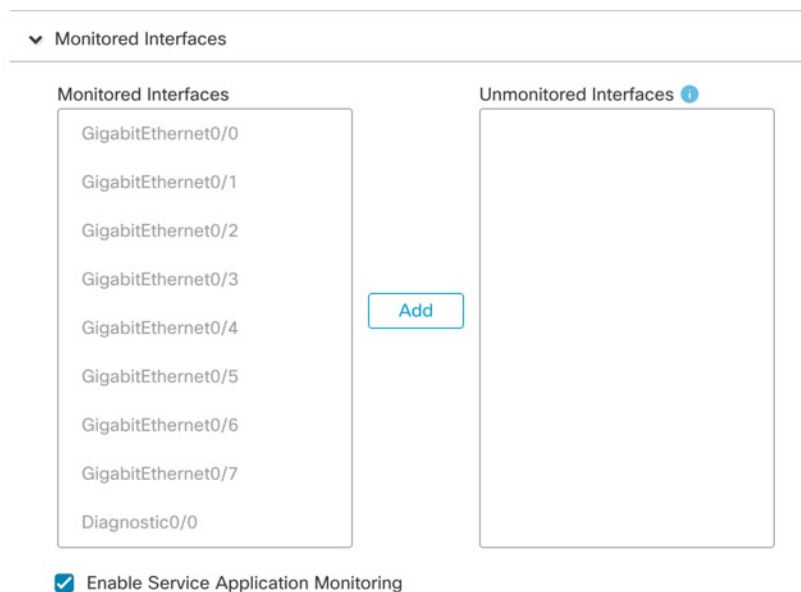 Monitored Interfaces
Monitored Interfaces
Unmonitored Interfaces
GigabitEthernet0/0
GigabitEthernet0/1
GigabitEthernet0/2
GigabitEthernet0/3
GigabitEthernet0/4
GigabitEthernet0/5
GigabitEthernet0/6
GigabitEthernet0/7
Diagnostic0/0
Add
Enable Service Application Monitoring